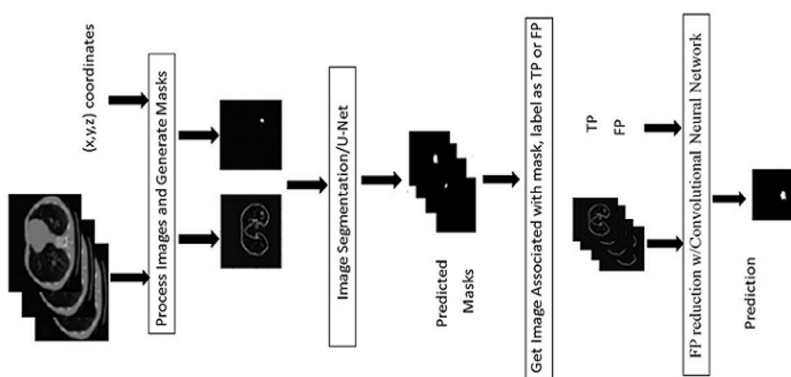 (x,y,z) coordinates
Process Images and Generate Masks
Image Segmentation/U-Net
Predicted
Masks
Get Image Associated with mask, label as TP or FP
TP
FP
FP reduction w/Convolutional Neural Network
Prediction